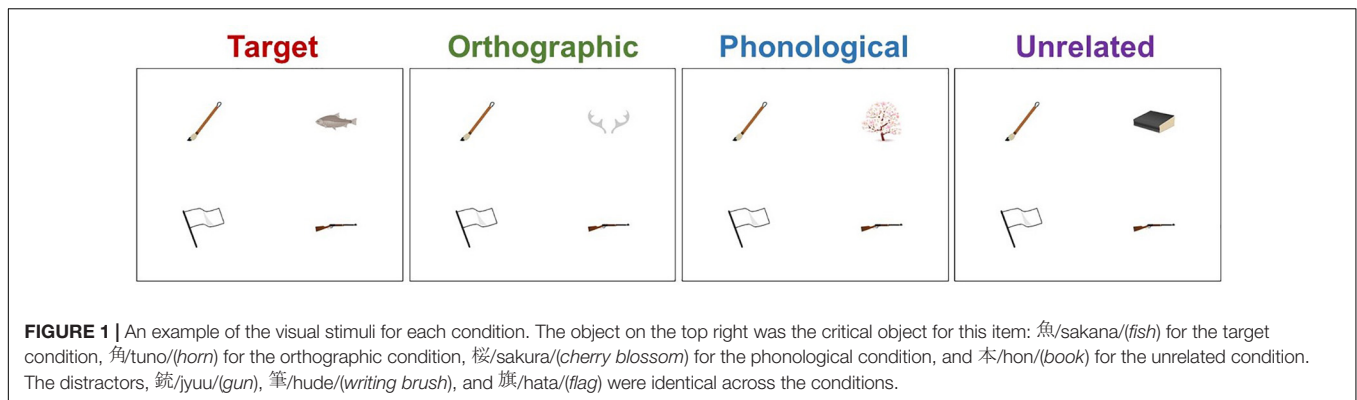 Target Orthographic Phonological Unrelated
FIGURE 1 | An example of the visual stimuli for each condition. The object on the top right was the critical object for this item: 魚/sakana/(fish) for the target
condition, 角/tuno/(horn) for the orthographic condition, 桜/sakura/(cherry blossom) for the phonological condition, and 本/hon/(book) for the unrelated condition.
The distractors, 銃/jyuu/(gun), 筆/hude/(writing brush), and 旗/hata/(flag) were identical across the conditions.